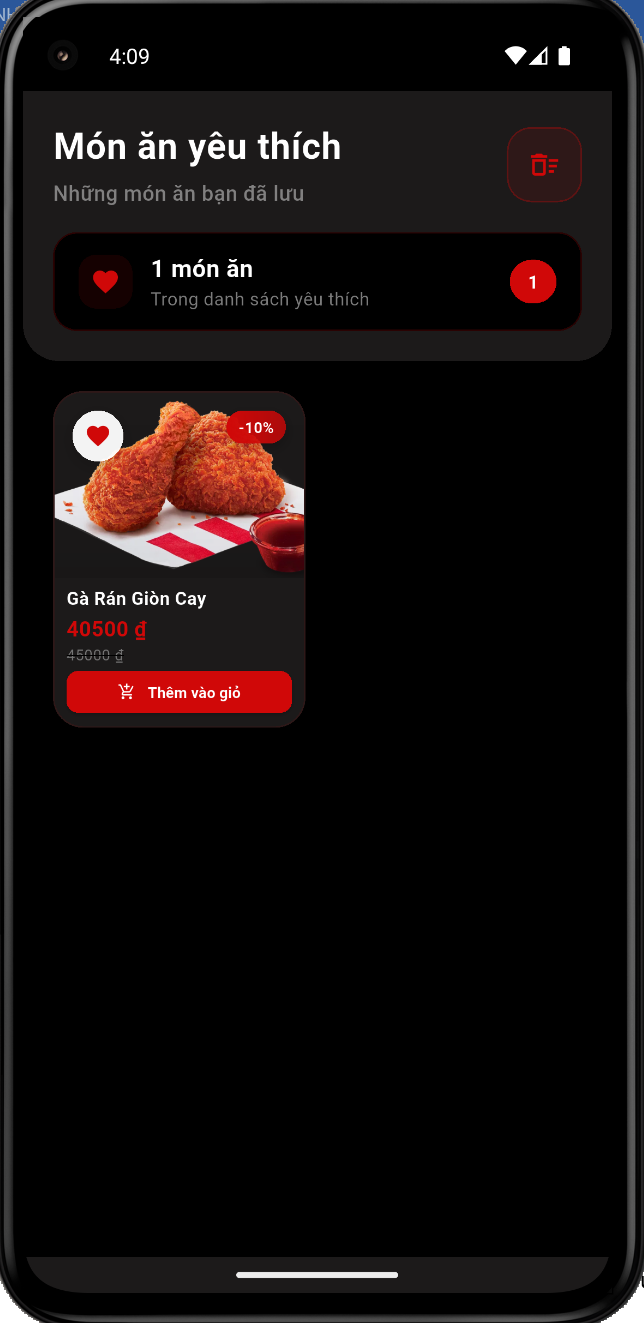 4:09
Món ăn yêu thích
Những món ăn bạn đã lưu
1 món ăn
Trong danh sách yêu thích
1
-10%
Gà Rán Giòn Cay
40500 ₫
45000 ₫
Thêm vào giỏ